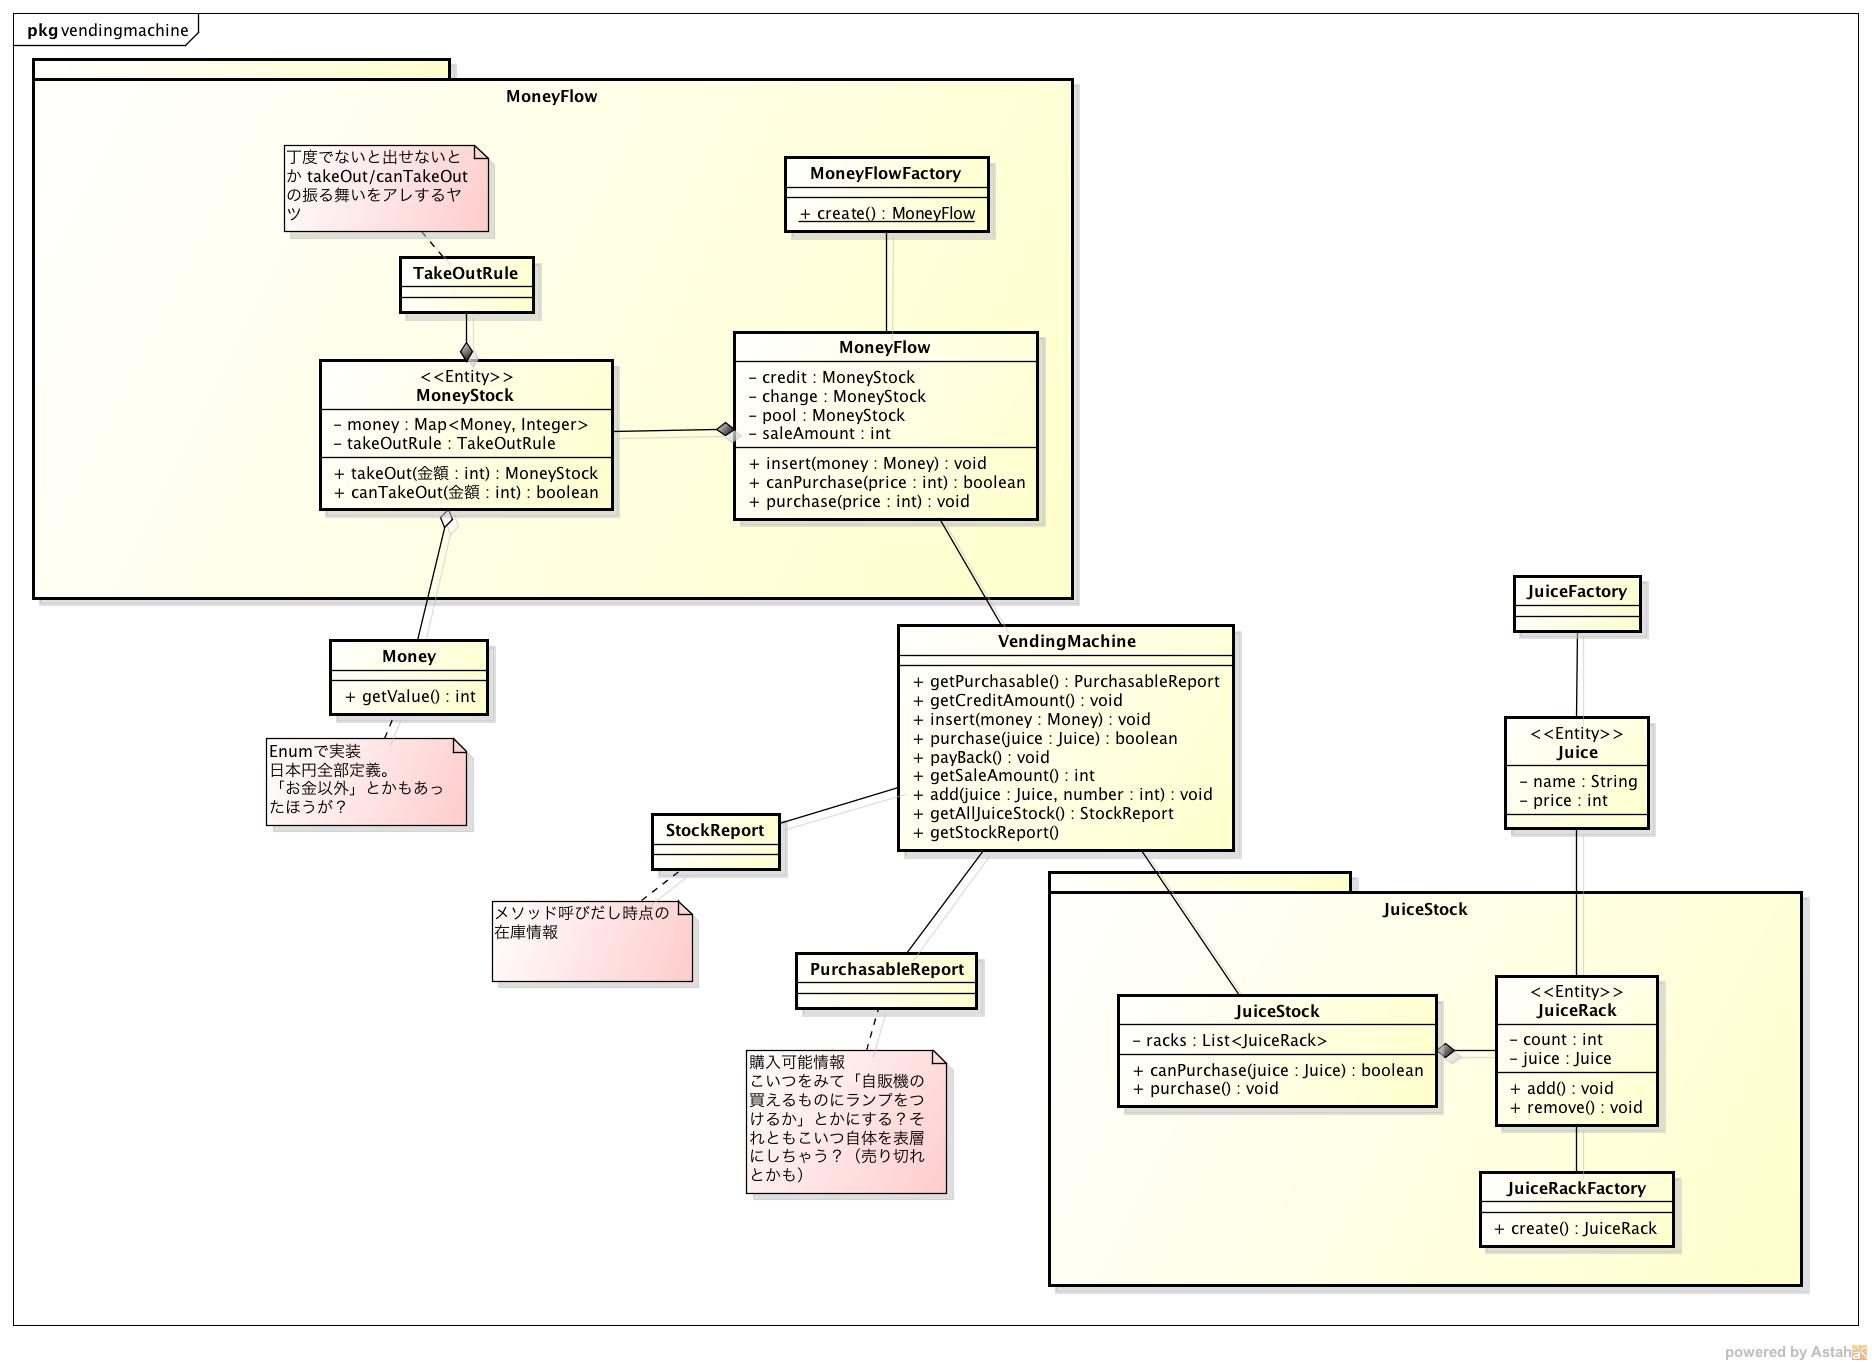 pkg vendingmachine
MoneyFlow
丁度でないと出せないと
か takeOut/canTakeOut
の振る舞いをアレするヤ
ツ
MoneyFlowFactory
+ create() : MoneyFlow
TakeOutRule
<<Entity>>
MoneyStock
- money : Map<Money, Integer>
- takeOutRule : TakeOutRule
+ takeOut(金額 : int) : MoneyStock
+ canTakeOut(金額 : int) : boolean
MoneyFlow
- credit : MoneyStock
- change : MoneyStock
- pool : MoneyStock
- saleAmount : int
+ insert(money : Money) : void
+ canPurchase(price : int) : boolean
+ purchase(price : int) : void
Money
+ getValue() : int
Enumで実装
日本円全部定義。
「お金以外」とかもあっ
たほうが？
VendingMachine
+ getPurchasable() : PurchasableReport
+ getCreditAmount() : void
+ insert(money : Money) : void
+ purchase(juice : Juice) : boolean
+ payBack() : void
+ getSaleAmount() : int
+ add(juice : Juice, number : int) : void
+ getAllJuiceStock() : StockReport
+ getStockReport()
JuiceFactory
<<Entity>>
Juice
- name : String
- price : int
StockReport
メソッド呼びだし時点の
在庫情報
PurchasableReport
購入可能情報
こいつをみて「自販機の
買えるものにランプをつ
けるか」とかにする？そ
れともこいつ自体を表層
にしちゃう？（売り切れ
とかも）
JuiceStock
JuiceStock
- racks : List<JuiceRack>
+ canPurchase(juice : Juice) : boolean
+ purchase() : void
<<Entity>>
JuiceRack
- count : int
- juice : Juice
+ add() : void
+ remove() : void
JuiceRackFactory
+ create() : JuiceRack
powered by Astah